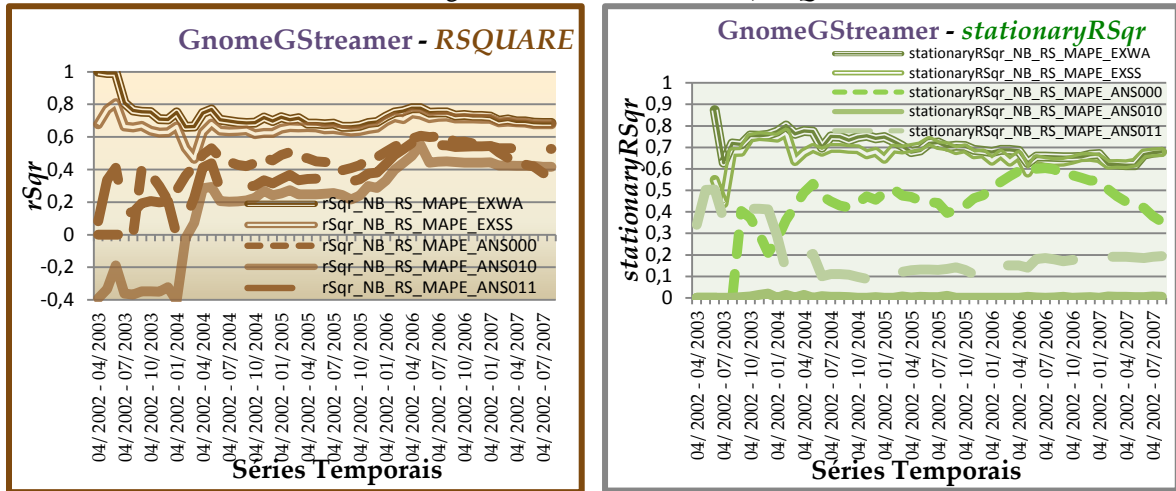 GnomeGStreamer - RSQUARE
rSqr
1
0,8
0,6
0,4
0,2
0
-0,2
-0,4
rSqr_NB_RS_MAPE_EXWA
rSqr_NB_RS_MAPE_EXSS
rSqr_NB_RS_MAPE_ANS000
rSqr_NB_RS_MAPE_ANS010
rSqr_NB_RS_MAPE_ANS011
04/ 2002 - 04/ 2003
04/ 2002 - 07/ 2003
04/ 2002 - 10/ 2003
04/ 2002 - 01/ 2004
04/ 2002 - 04/ 2004
04/ 2002 - 07/ 2004
04/ 2002 - 10/ 2004
04/ 2002 - 01/ 2005
04/ 2002 - 04/ 2005
04/ 2002 - 07/ 2005
04/ 2002 - 10/ 2005
04/ 2002 - 01/ 2006
04/ 2002 - 04/ 2006
04/ 2002 - 07/ 2006
04/ 2002 - 10/ 2006
04/ 2002 - 01/ 2007
04/ 2002 - 04/ 2007
04/ 2002 - 07/ 2007
Séries Temporais
GnomeGStreamer - stationaryRSqr
stationaryRSqr_NB_RS_MAPE_EXWA
stationaryRSqr_NB_RS_MAPE_EXSS
stationaryRSqr_NB_RS_MAPE_ANS000
stationaryRSqr_NB_RS_MAPE_ANS010
stationaryRSqr_NB_RS_MAPE_ANS011
stationaryRSqr
1
0,9
0,8
0,7
0,6
0,5
0,4
0,3
0,2
0,1
0
04/ 2002 - 04/ 2003
04/ 2002 - 07/ 2003
04/ 2002 - 10/ 2003
04/ 2002 - 01/ 2004
04/ 2002 - 04/ 2004
04/ 2002 - 07/ 2004
04/ 2002 - 10/ 2004
04/ 2002 - 01/ 2005
04/ 2002 - 04/ 2005
04/ 2002 - 07/ 2005
04/ 2002 - 10/ 2005
04/ 2002 - 01/ 2006
04/ 2002 - 04/ 2006
04/ 2002 - 07/ 2006
04/ 2002 - 10/ 2006
04/ 2002 - 01/ 2007
04/ 2002 - 04/ 2007
04/ 2002 - 07/ 2007
Séries Temporais